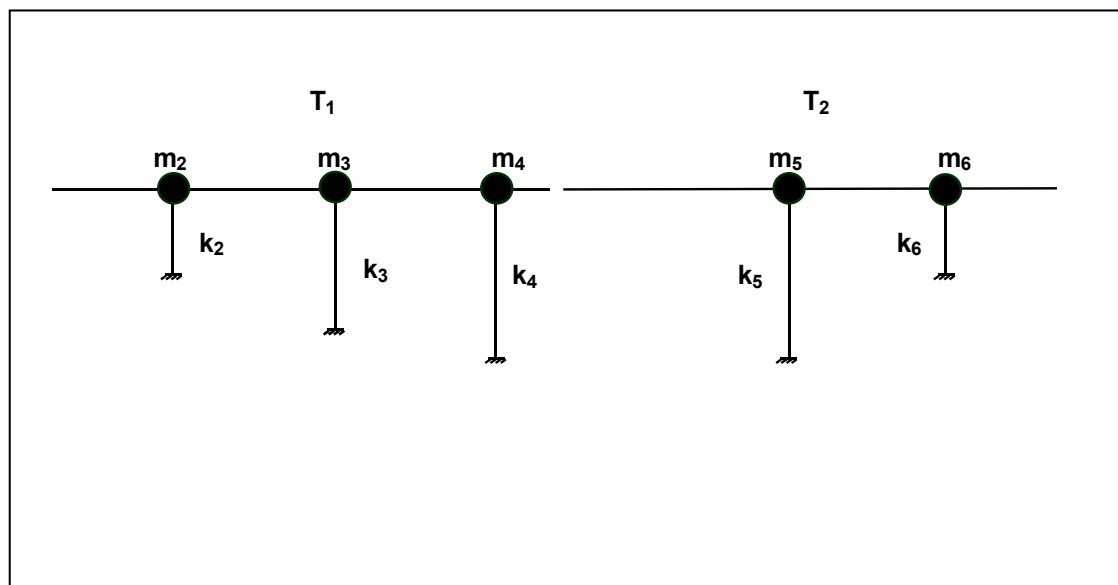 T₁ T₂
m₂ m₃ m₄ m₅ m₆
k₂ k₃ k₄ k₅ k₆